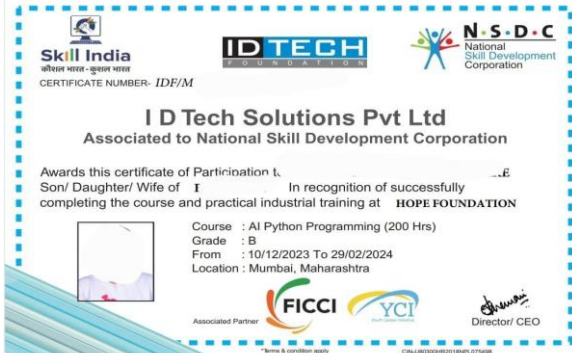 Skill India
कौशल भारत - कुशल भारत
IDTECH
FOUNDATION
N·S·D·C
National
Skill Development
Corporation
CERTIFICATE NUMBER- IDF/M
I D Tech Solutions Pvt Ltd
Associated to National Skill Development Corporation
Awards this certificate of Participation
Son/ Daughter/ Wife of I In recognition of successfully
completing the course and practical industrial training at HOPE FOUNDATION
Course : AI Python Programming (200 Hrs)
Grade : B
From : 10/12/2023 To 29/02/2024
Location : Mumbai, Maharashtra
Associated Partner
FICCI
YCI
Director/ CEO
*Terms & condition apply